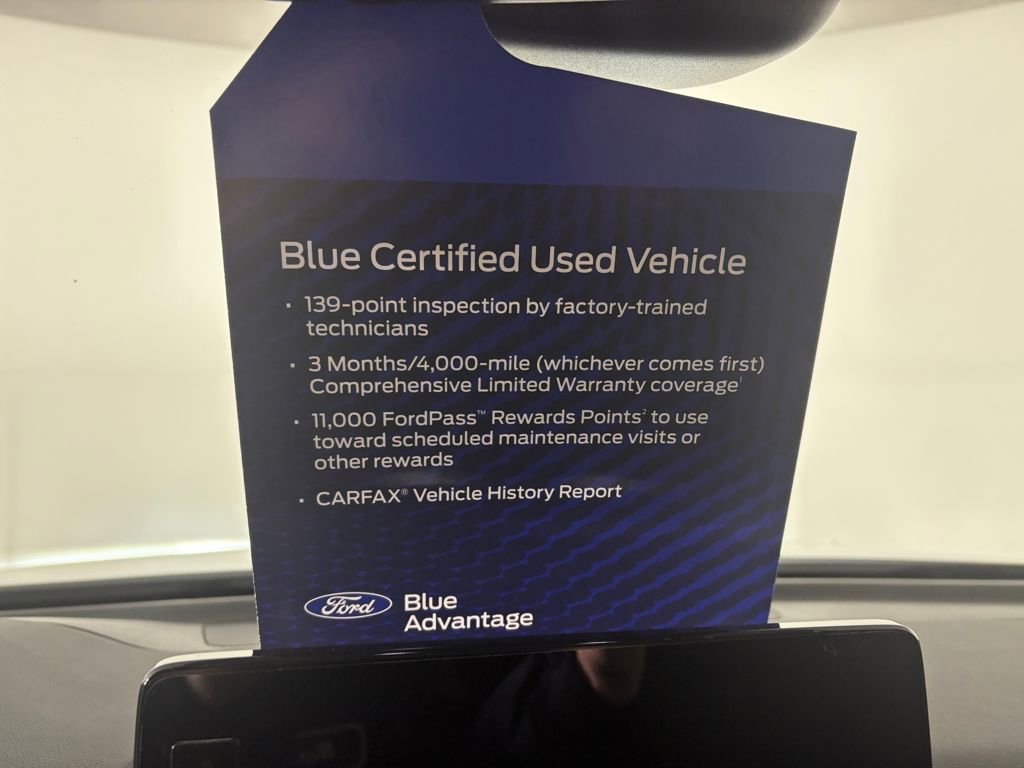 Blue Certified Used Vehicle
· 139-point inspection by factory-trained
technicians
· 3 Months/4,000-mile (whichever comes first)
Comprehensive Limited Warranty coverage¹
· 11,000 FordPass™ Rewards Points² to use
toward scheduled maintenance visits or
other rewards
· CARFAX® Vehicle History Report
Ford
Blue
Advantage